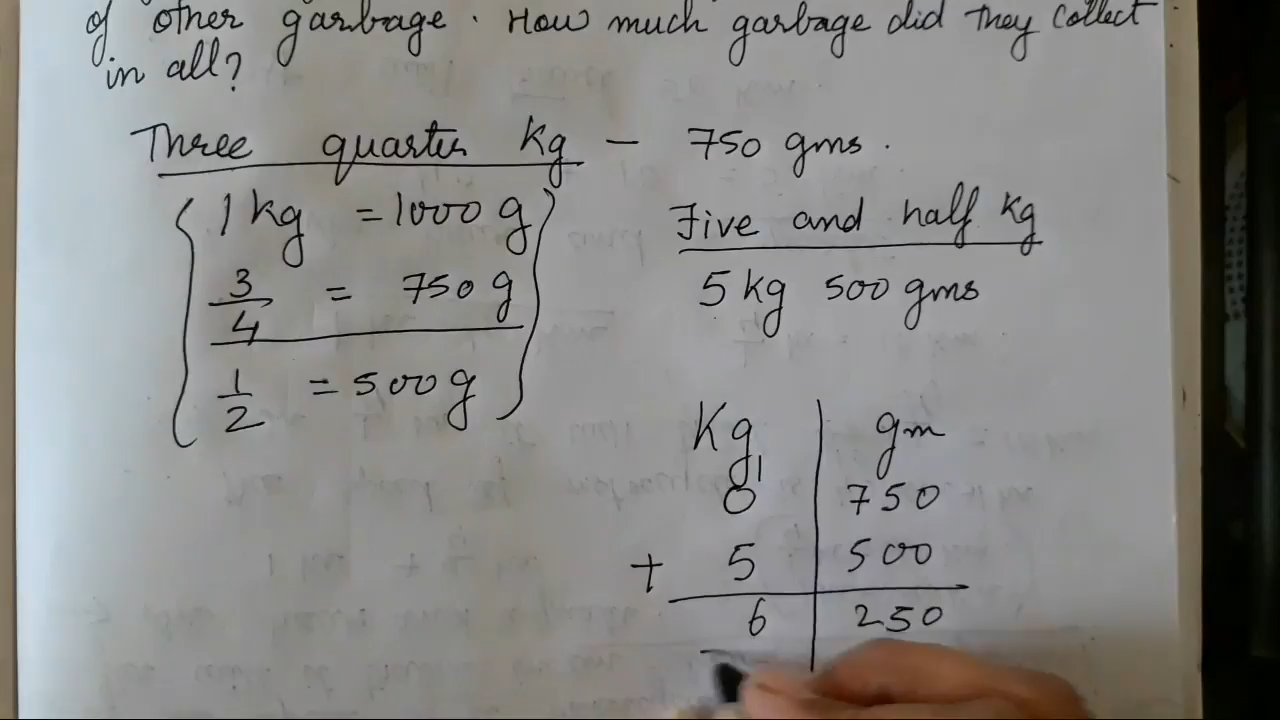 of other garbage. How much garbage did they collect
in all?
Three quarter kg - 750 gms.
1 kg = 1000 g
3/4 = 750 g
1/2 = 500 g
Five and half kg
5 kg 500 gms
Kg gm
1
0 750
+ 5 500
6 250